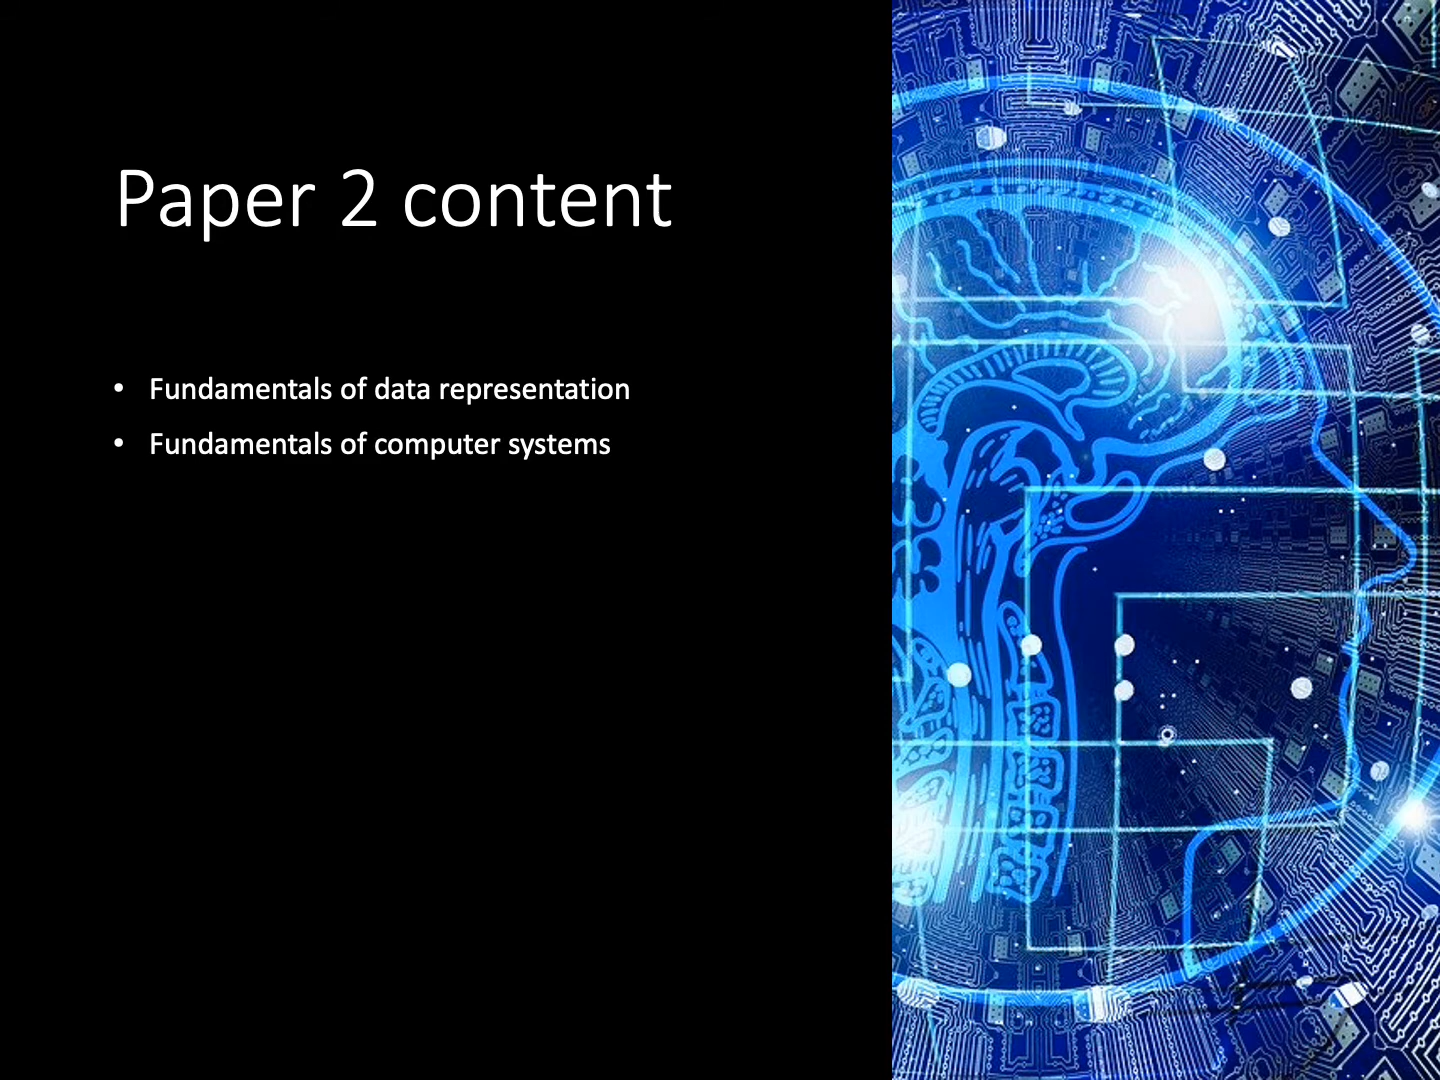 Paper 2 content
• Fundamentals of data representation
• Fundamentals of computer systems